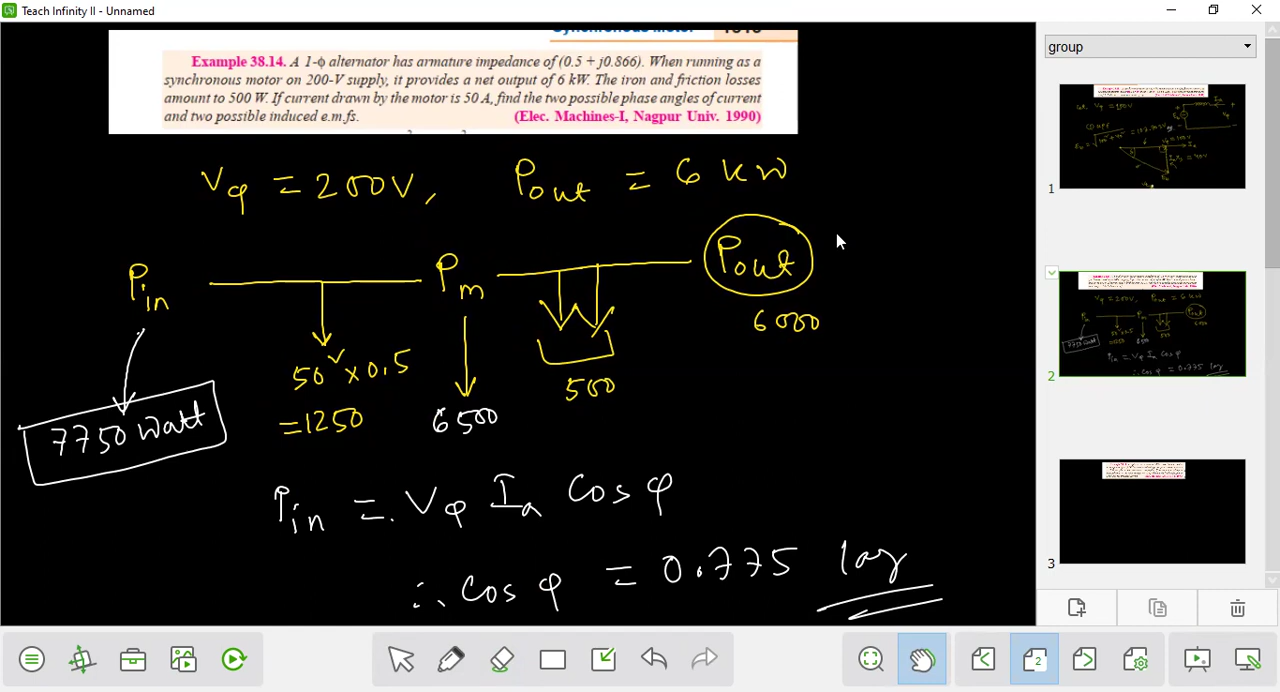 Teach Infinity II - Unnamed
Example 38.14. A 1-ϕ alternator has armature impedance of (0.5 + j0.866). When running as a
synchronous motor on 200-V supply, it provides a net output of 6 kW. The iron and friction losses
amount to 500 W. If current drawn by the motor is 50 A, find the two possible phase angles of current
and two possible induced e.m.fs. (Elec. Machines-I, Nagpur Univ. 1990)
Vφ = 200V, Pout = 6 kW
Pin Pm Pout
6000
50² × 0.5 500
= 1250 6500
7750 watt
Pin = Vφ Ia Cos φ
∴ Cos φ = 0.775 lag
group
1
2
3
2